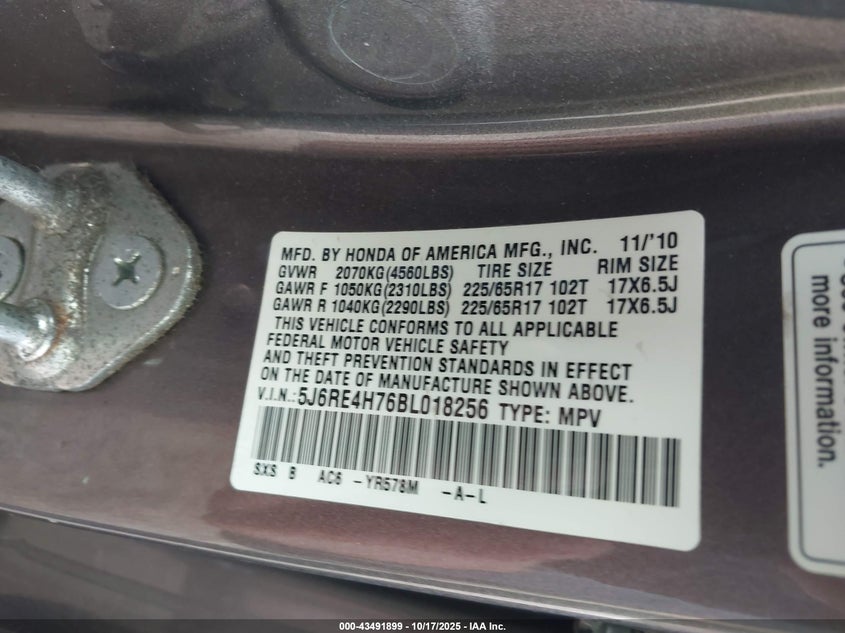 MFD. BY HONDA OF AMERICA MFG., INC. 11/'10
GVWR 2070KG(4560LBS) TIRE SIZE RIM SIZE
GAWR F 1050KG(2310LBS) 225/65R17 102T 17X6.5J
GAWR R 1040KG(2290LBS) 225/65R17 102T 17X6.5J
THIS VEHICLE CONFORMS TO ALL APPLICABLE
FEDERAL MOTOR VEHICLE SAFETY
AND THEFT PREVENTION STANDARDS IN EFFECT
ON THE DATE OF MANUFACTURE SHOWN ABOVE.
V.I.N.:5J6RE4H76BL018256 TYPE: MPV
SXS B AC6 -YR578M -A-L
more information.
000-43491899 - 10/17/2025 - IAA Inc.